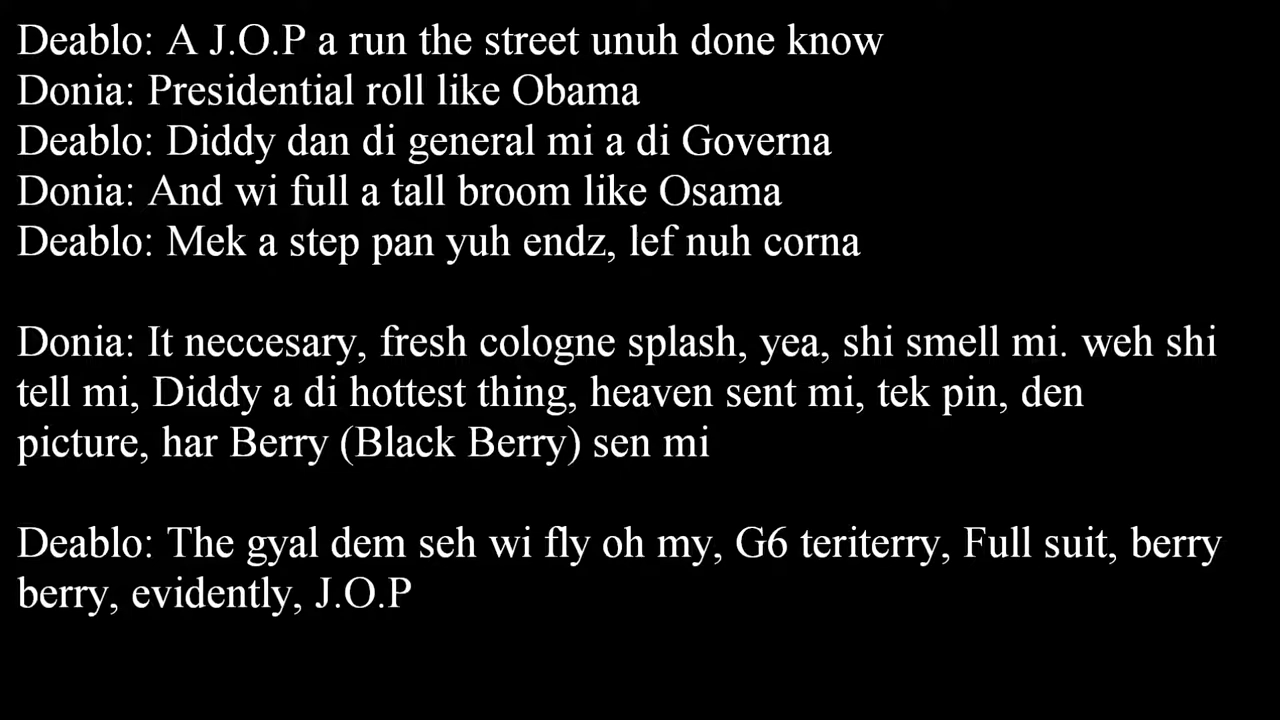 Deablo: A J.O.P a run the street unuh done know
Donia: Presidential roll like Obama
Deablo: Diddy dan di general mi a di Governa
Donia: And wi full a tall broom like Osama
Deablo: Mek a step pan yuh endz, lef nuh corna
Donia: It neccesary, fresh cologne splash, yea, shi smell mi. weh shi
tell mi, Diddy a di hottest thing, heaven sent mi, tek pin, den
picture, har Berry (Black Berry) sen mi
Deablo: The gyal dem seh wi fly oh my, G6 teriterry, Full suit, berry
berry, evidently, J.O.P